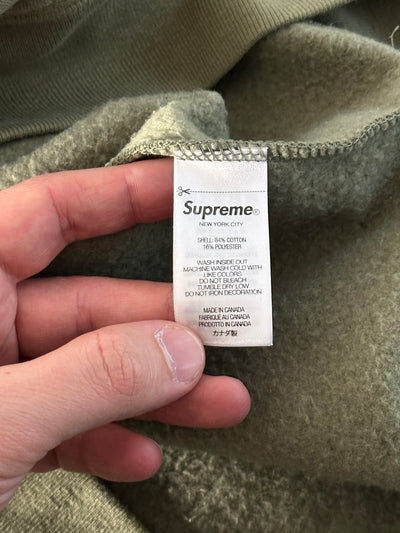 Supreme®
NEW YORK CITY
SHELL: 84% COTTON
16% POLYESTER
WASH INSIDE OUT
MACHINE WASH COLD WITH
LIKE COLORS
DO NOT BLEACH
TUMBLE DRY LOW
DO NOT IRON DECORATION
MADE IN CANADA
FABRIQUÉ AU CANADA
PRODOTTO IN CANADA
カナダ製